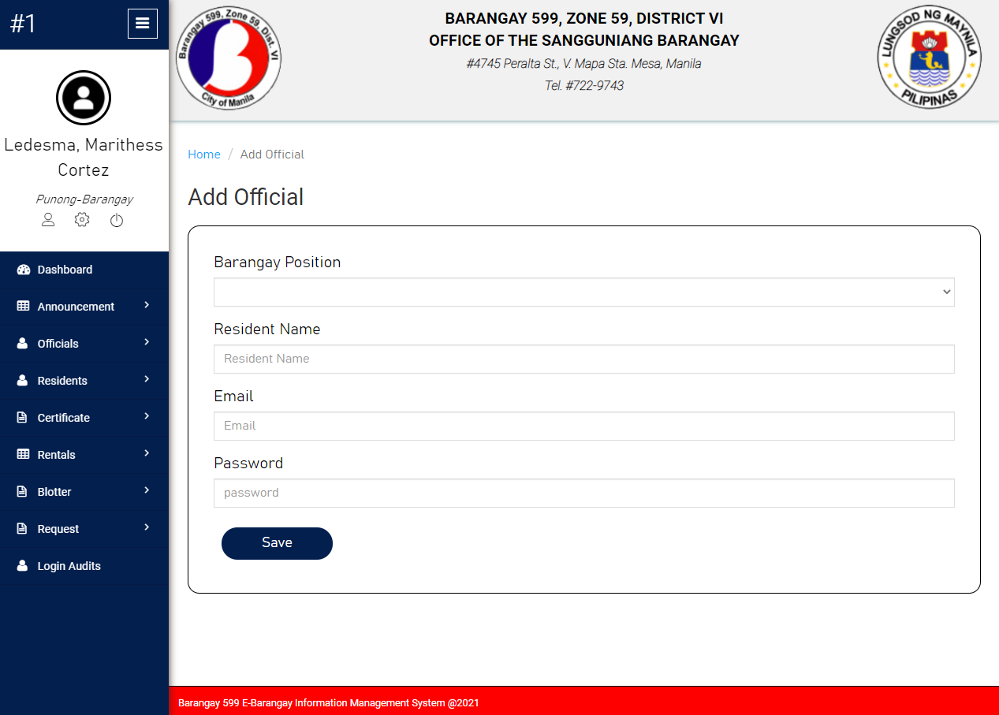 #1
Ledesma, Marithess
Cortez
Punong-Barangay
Dashboard
Announcement
Officials
Residents
Certificate
Rentals
Blotter
Request
Login Audits
Barangay 599, Zone 59, Dist. VI
City of Manila
BARANGAY 599, ZONE 59, DISTRICT VI
OFFICE OF THE SANGGUNIANG BARANGAY
#4745 Peralta St., V. Mapa Sta. Mesa, Manila
Tel. #722-9743
LUNGSOD NG MAYNILA
PILIPINAS
Home / Add Official
Add Official
Barangay Position
Resident Name
Resident Name
Email
Email
Password
password
Save
Barangay 599 E-Barangay Information Management System @2021